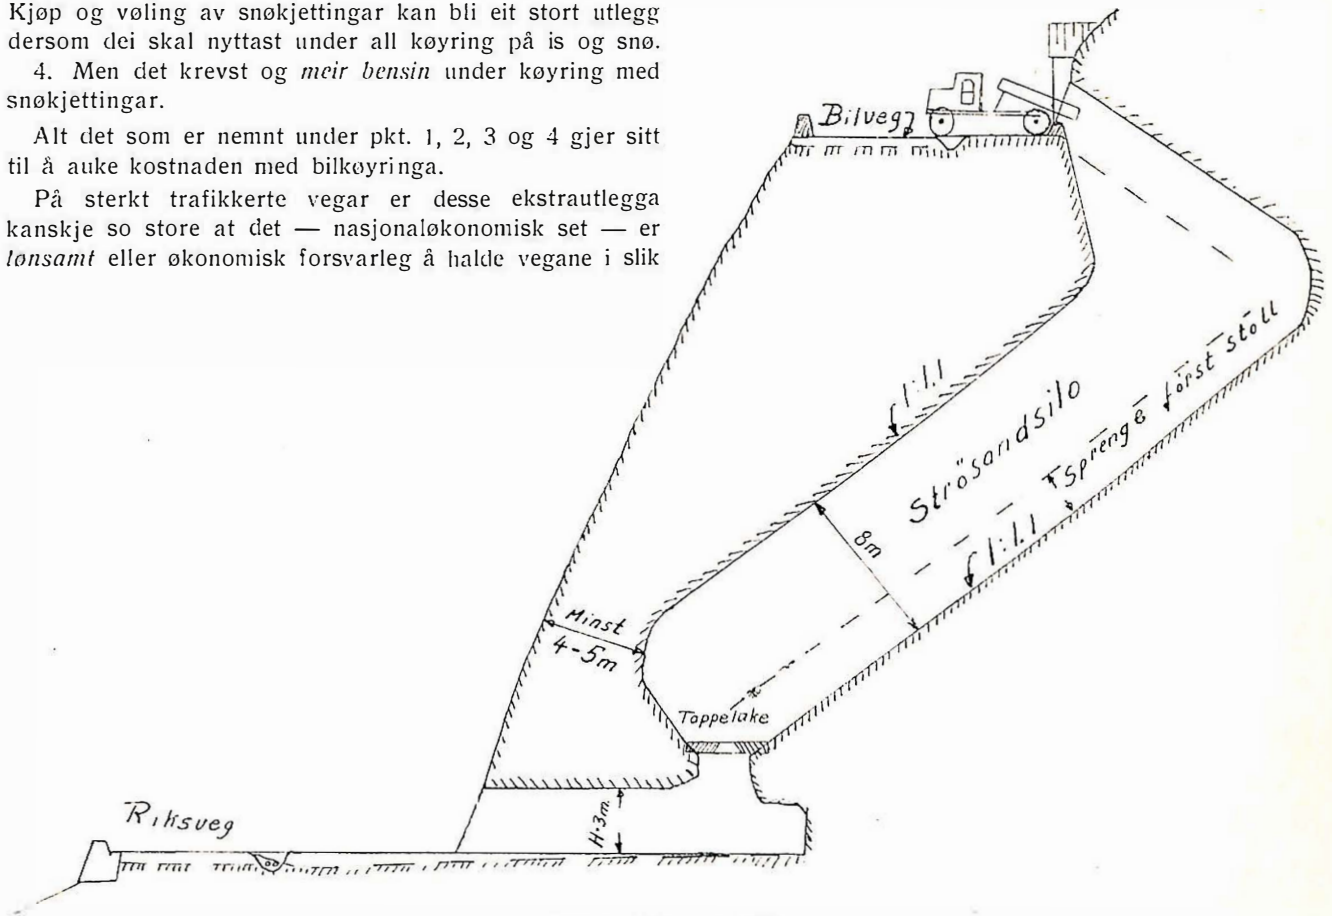 Kjøp og vøling av snøkjettingar kan bli eit stort utlegg
dersom dei skal nyttast under all køyring på is og snø.
4. Men det krevst og meir bensin under køyring med
snøkjettingar.
Alt det som er nemnt under pkt. 1, 2, 3 og 4 gjer sitt
til å auke kostnaden med bilkøyringa.
På sterkt trafikkerte vegar er desse ekstrautlegga
kanskje so store at det — nasjonaløkonomisk set — er
lønsamt eller økonomisk forsvarleg å halde vegane i slik
Bilveg
1:1.1
Strösandsilo
Sprenge först stoll
1:1.1
8m
Minst
4-5m
Tappeluke
H·3m.
Riksveg